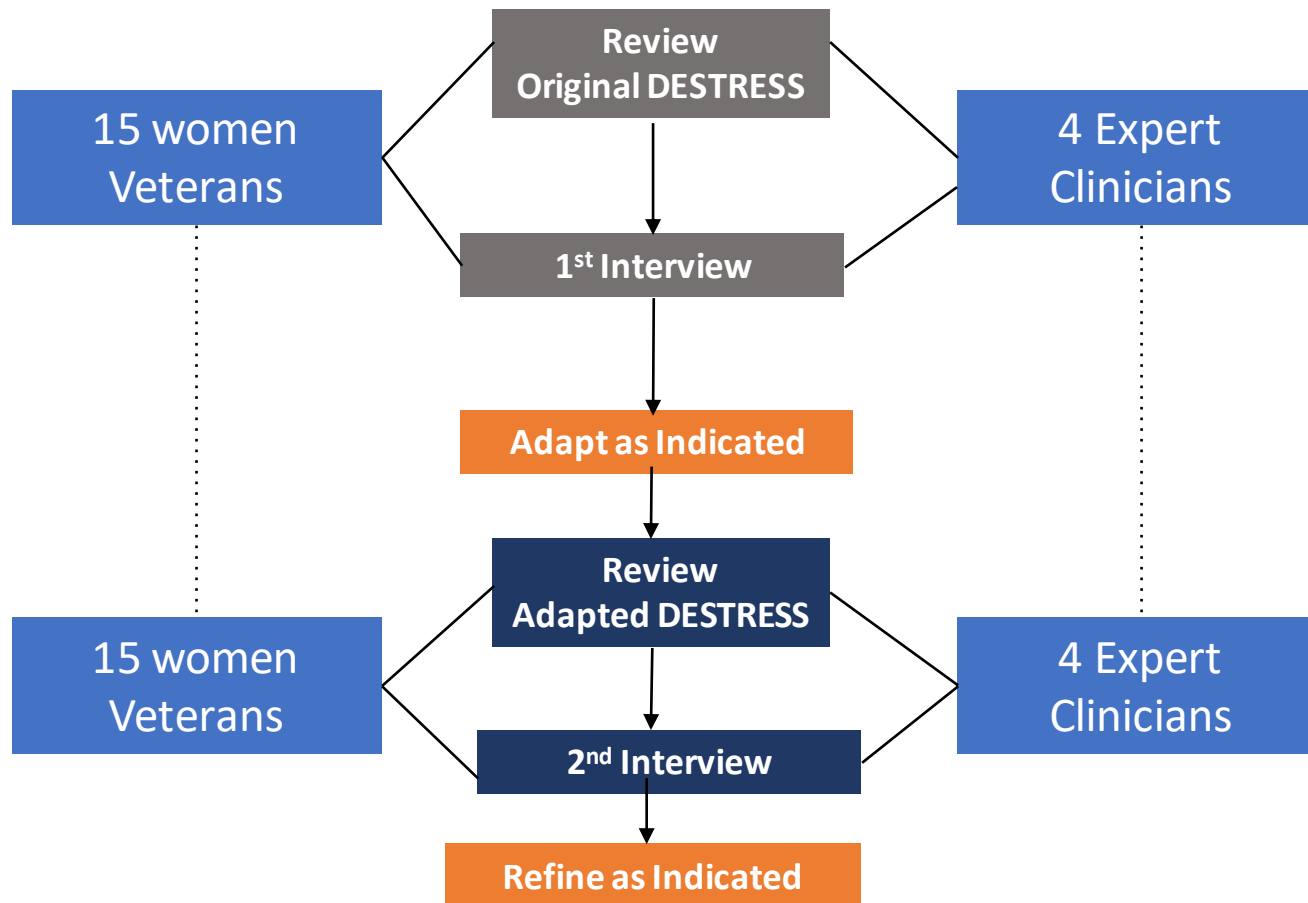 Review
Original DESTRESS
15 women
Veterans
4 Expert
Clinicians
1st Interview
Adapt as Indicated
Review
Adapted DESTRESS
15 women
Veterans
4 Expert
Clinicians
2nd Interview
Refine as Indicated